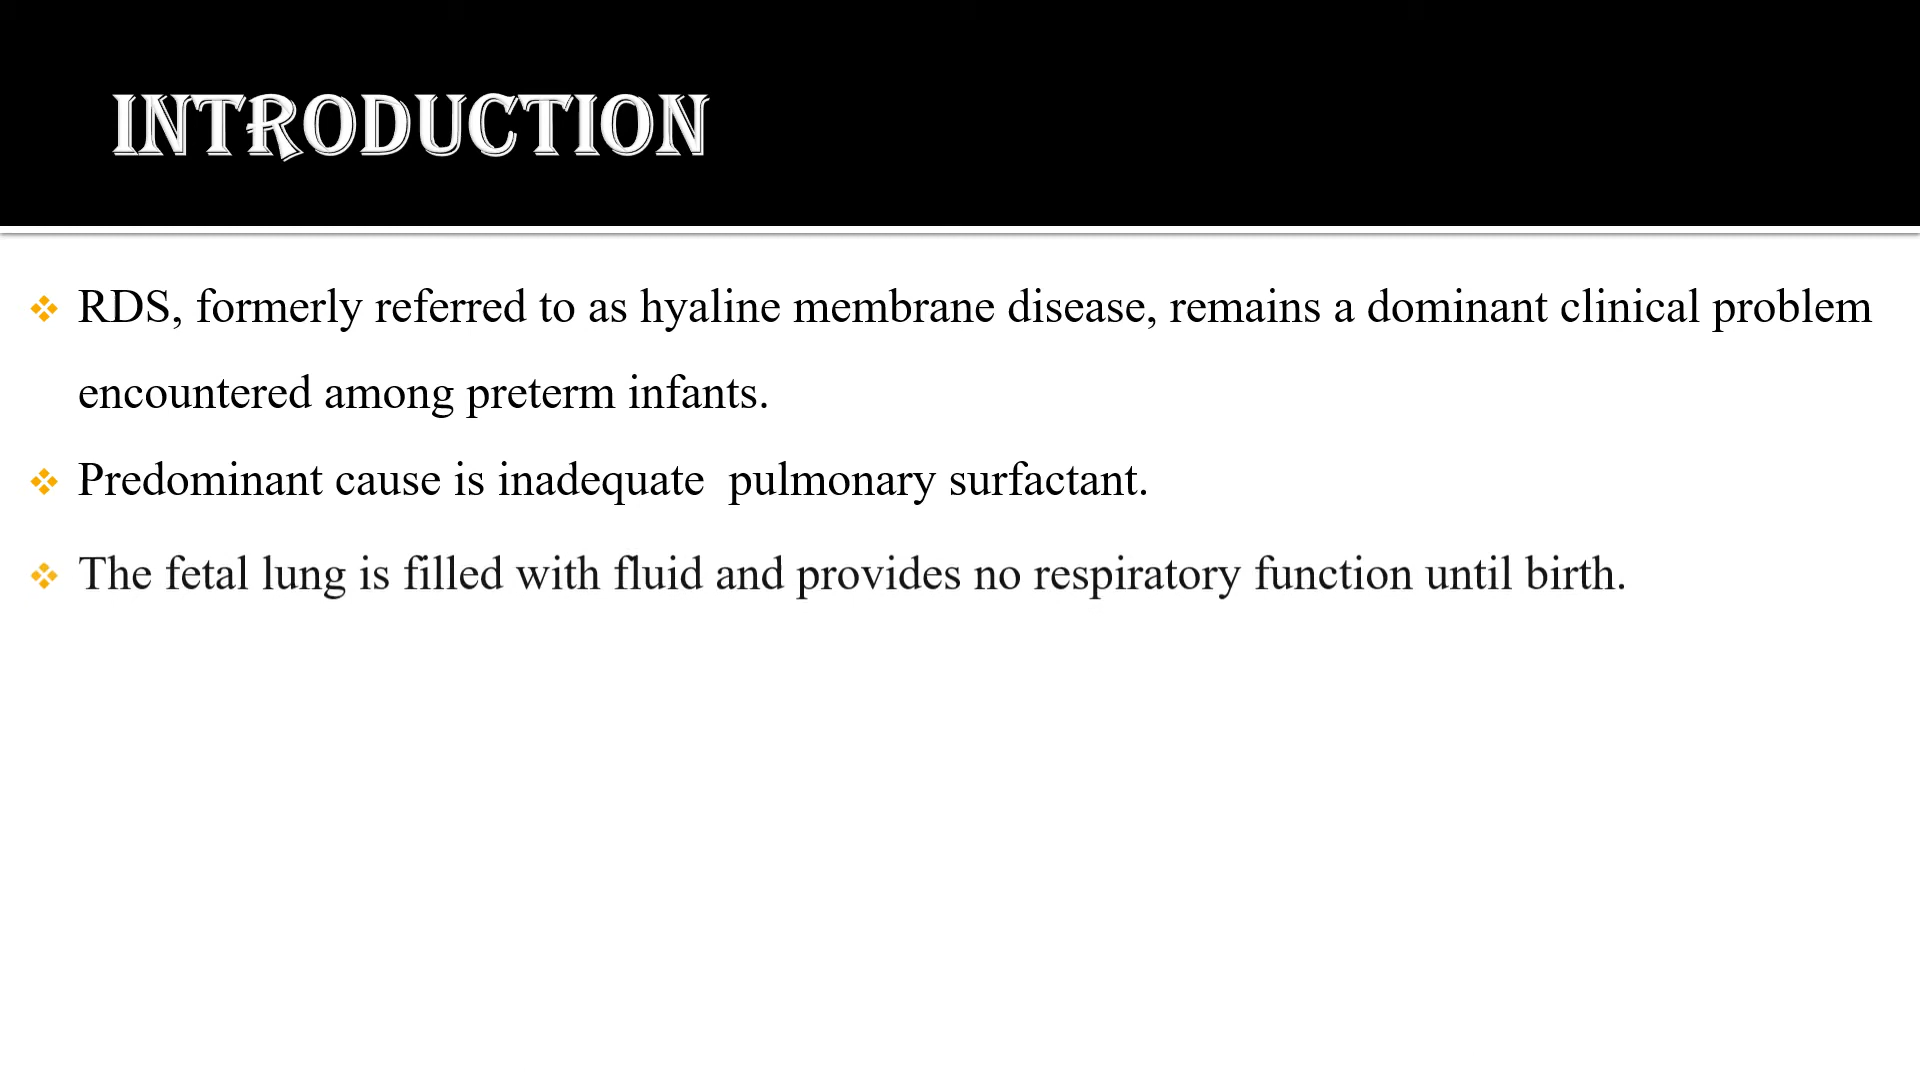 INTRODUCTION
❖ RDS, formerly referred to as hyaline membrane disease, remains a dominant clinical problem
encountered among preterm infants.
❖ Predominant cause is inadequate  pulmonary surfactant.
❖ The fetal lung is filled with fluid and provides no respiratory function until birth.